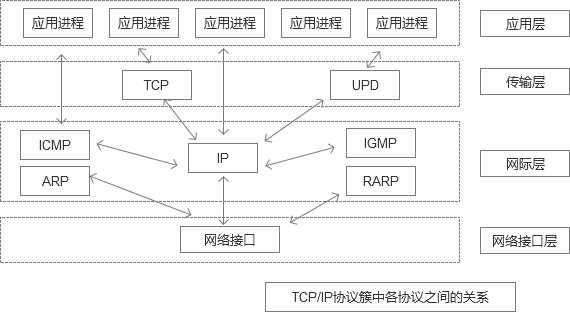 应用进程 应用进程 应用进程 应用进程 应用进程 应用层
TCP UPD 传输层
ICMP IP IGMP 网际层
ARP RARP
网络接口 网络接口层
TCP/IP协议簇中各协议之间的关系